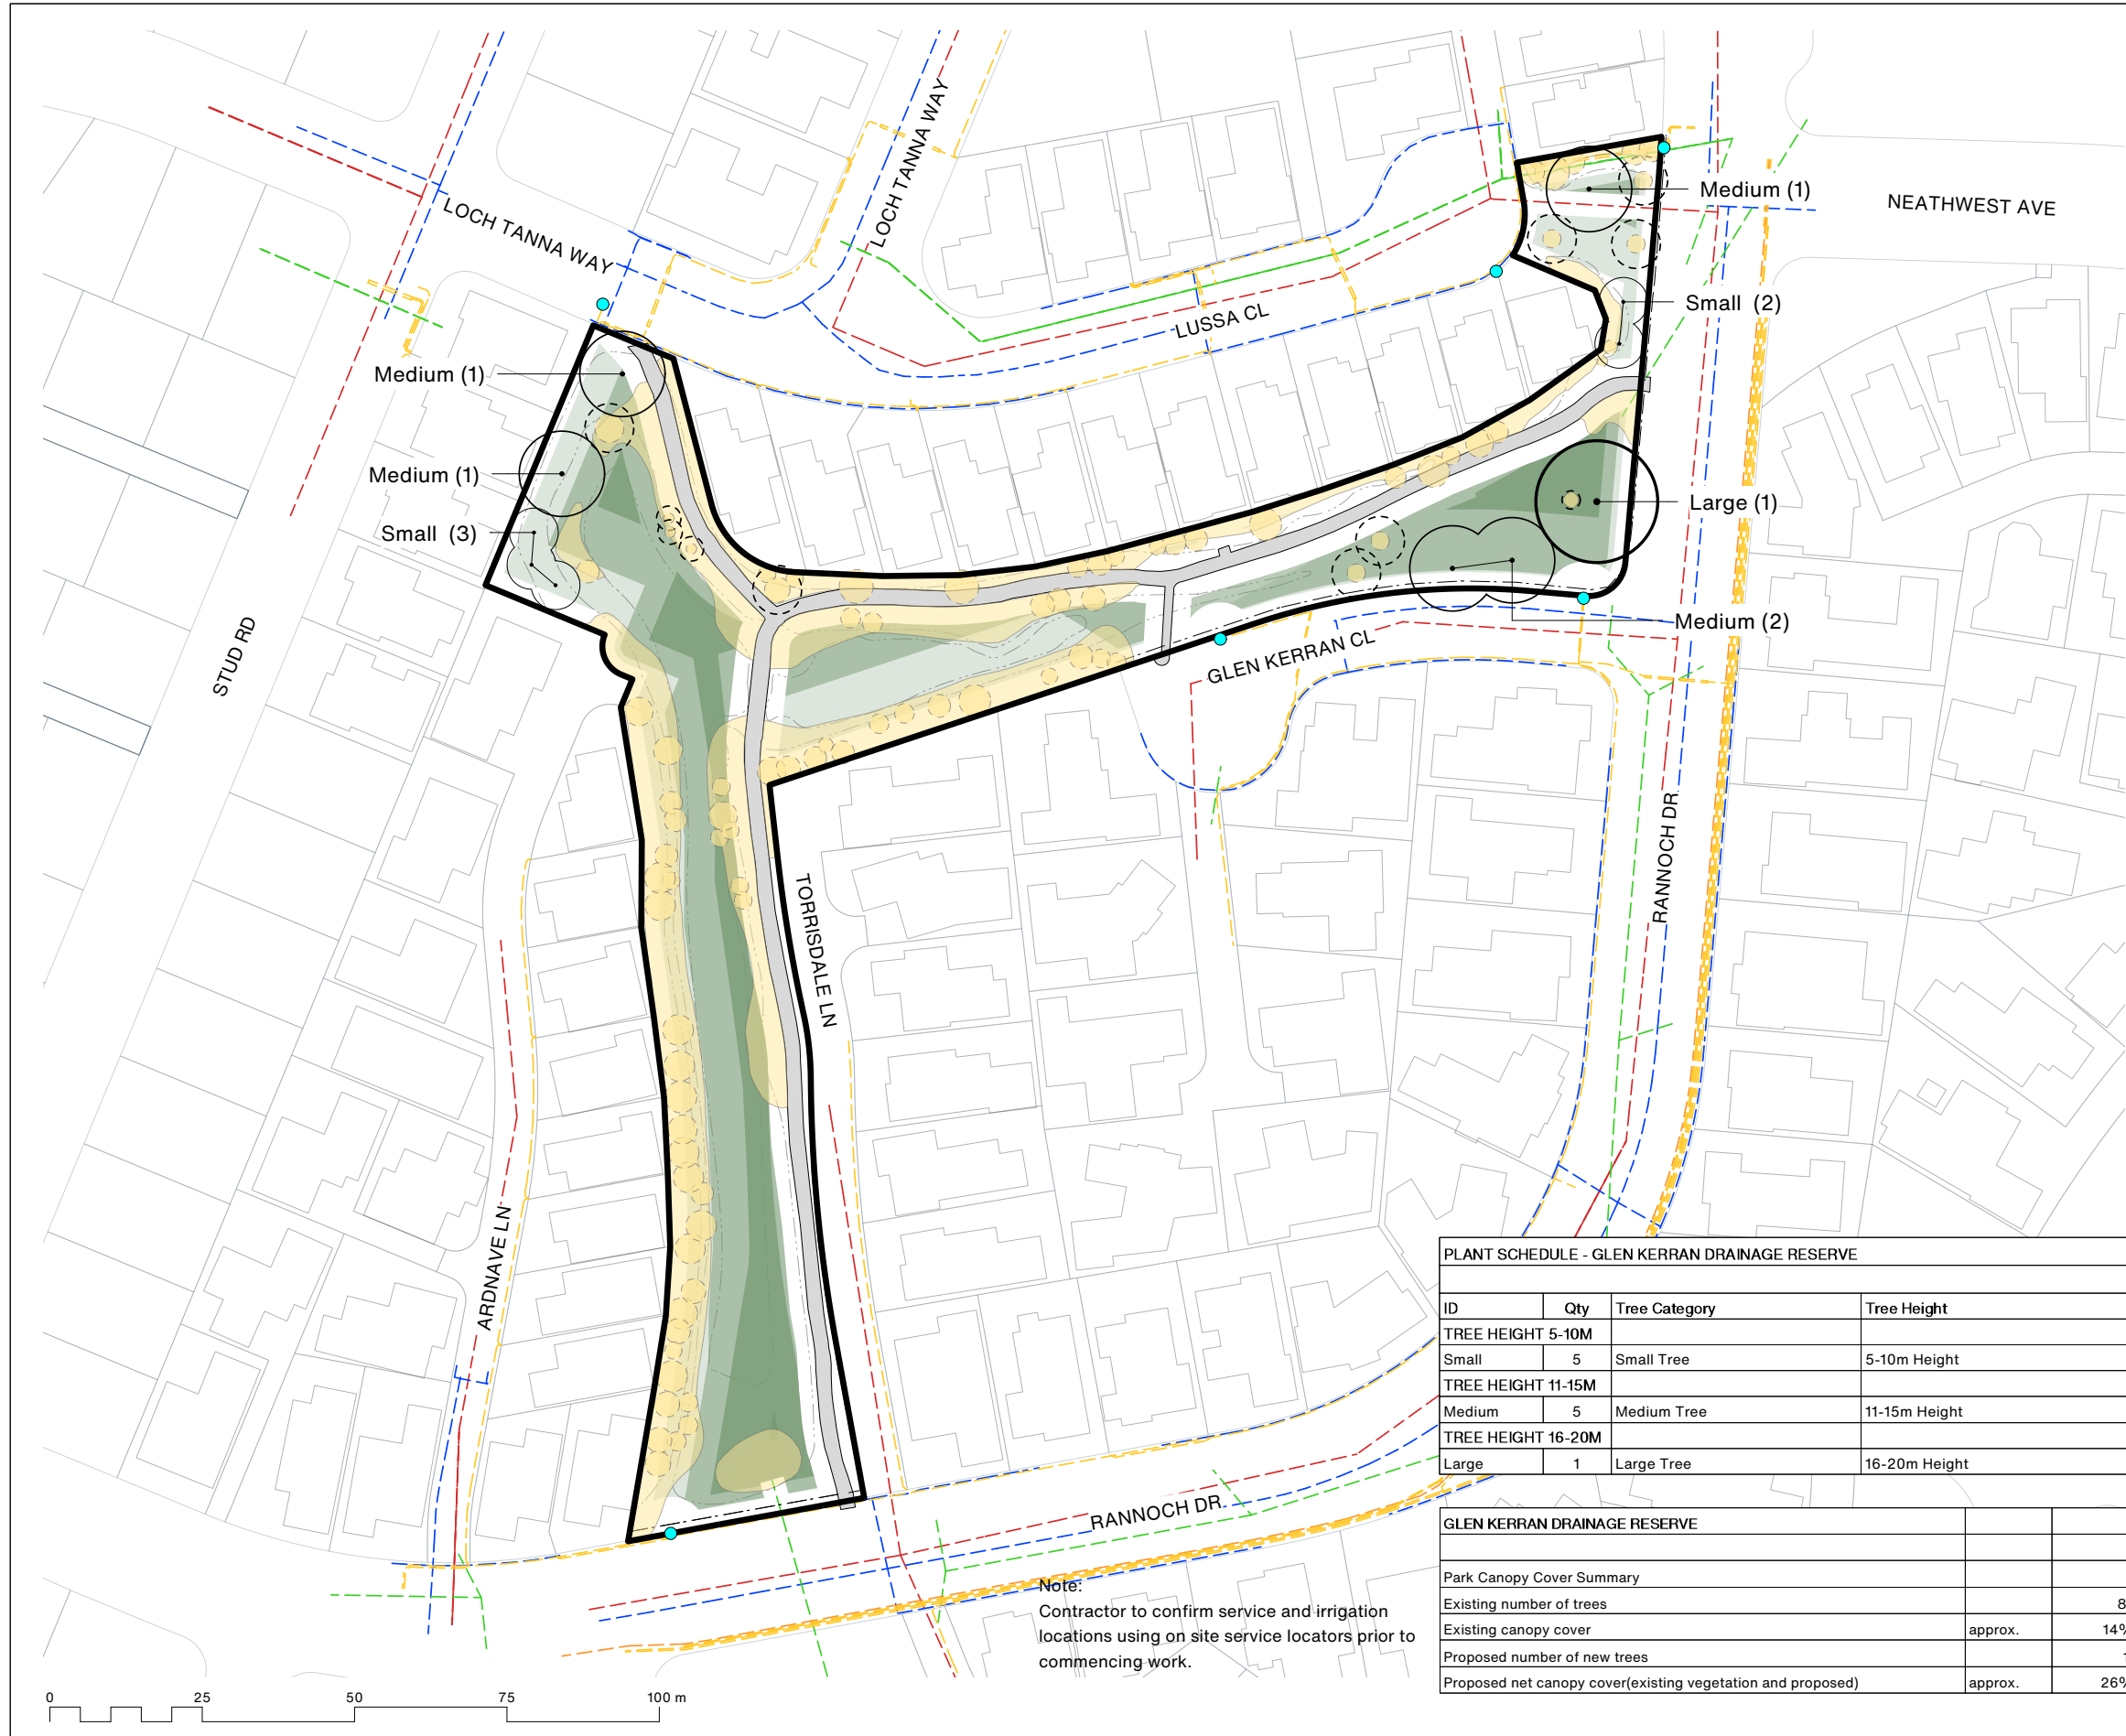 LOCH TANNA WAY
LOCH TANNA WAY
NEATHWEST AVE
Medium (1)
Small (2)
LUSSA CL
Medium (1)
Medium (1)
Small (3)
Large (1)
Medium (2)
GLEN KERRAN CL
STUD RD
TORRISDALE LN
RANNOCH DR
ARDNAVE LN
RANNOCH DR
PLANT SCHEDULE - GLEN KERRAN DRAINAGE RESERVE
ID Qty Tree Category Tree Height
TREE HEIGHT 5-10M
Small 5 Small Tree 5-10m Height
TREE HEIGHT 11-15M
Medium 5 Medium Tree 11-15m Height
TREE HEIGHT 16-20M
Large 1 Large Tree 16-20m Height
GLEN KERRAN DRAINAGE RESERVE
Park Canopy Cover Summary
Existing number of trees
Existing canopy cover approx. 14%
Proposed number of new trees
Proposed net canopy cover(existing vegetation and proposed) approx. 26%
Note:
Contractor to confirm service and irrigation
locations using on site service locators prior to
commencing work.
0 25 50 75 100 m